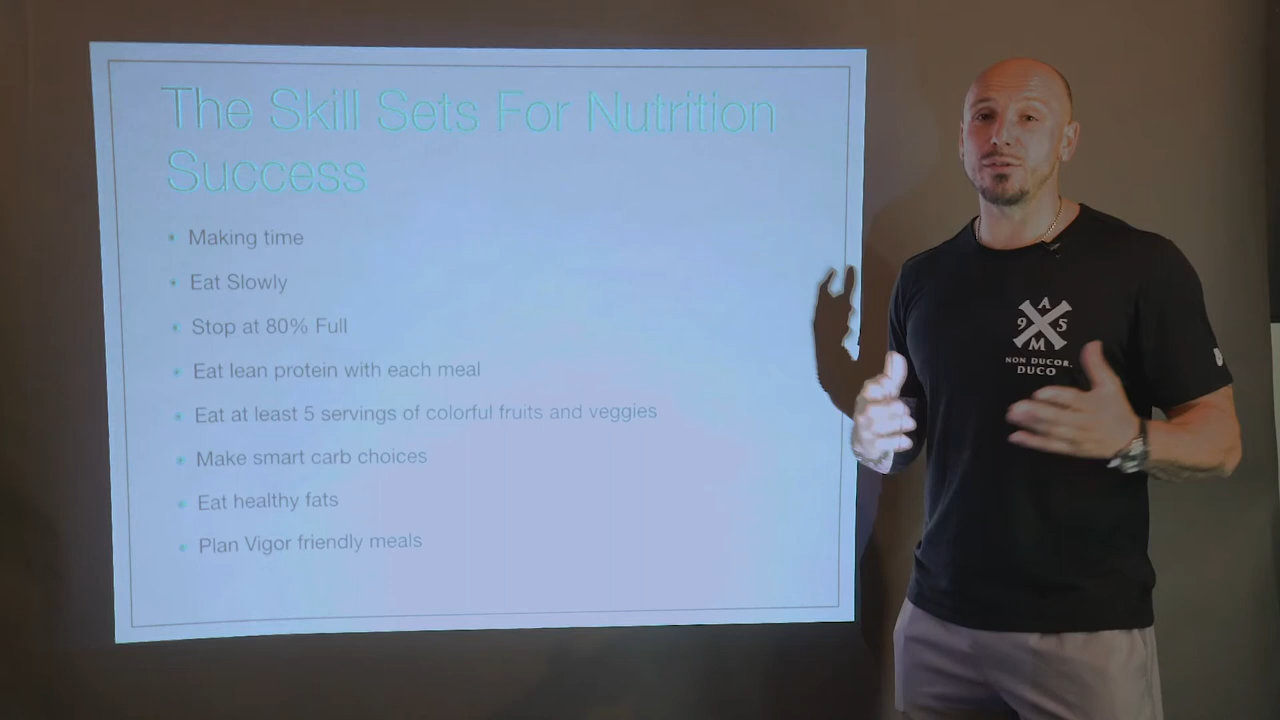 The Skill Sets For Nutrition
Success
• Making time
• Eat Slowly
• Stop at 80% Full
• Eat lean protein with each meal
• Eat at least 5 servings of colorful fruits and veggies
• Make smart carb choices
• Eat healthy fats
• Plan Vigor friendly meals
A
9 5
M
NON DUCOR,
DUCO